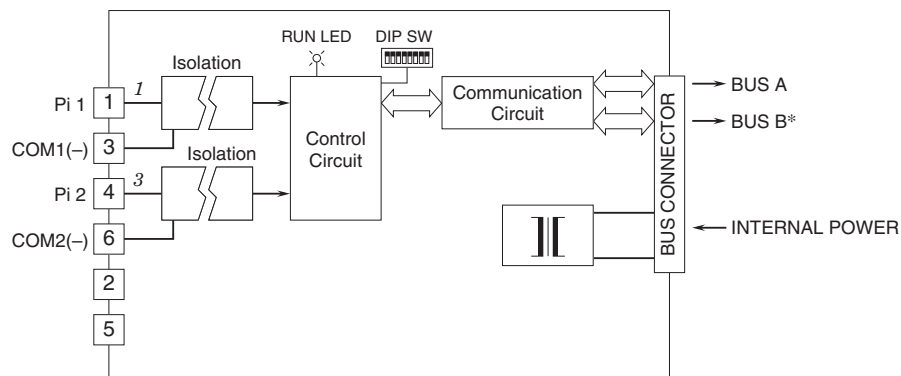 RUN LED
DIP SW
Isolation
Pi 1
1
1
COM1(–)
3
Control
Circuit
Communication
Circuit
BUS CONNECTOR
BUS A
BUS B*
Isolation
Pi 2
4
3
COM2(–)
6
INTERNAL POWER
2
5